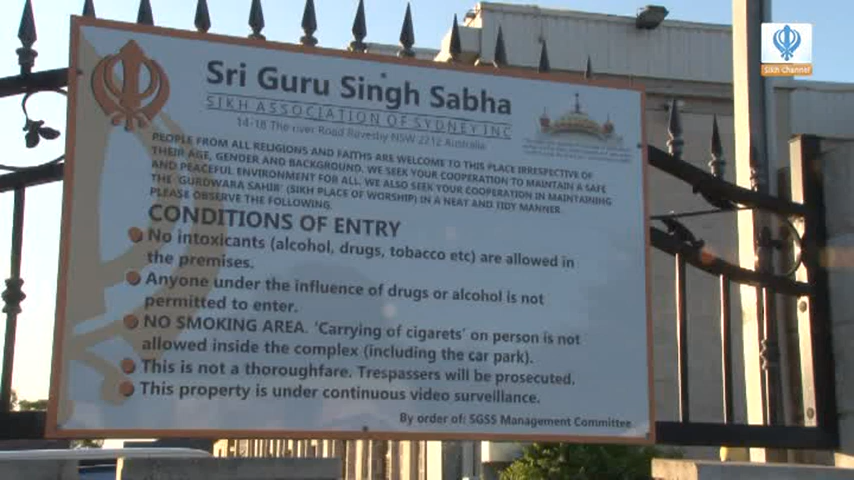 Sikh Channel
Sri Guru Singh Sabha
SIKH ASSOCIATION OF SYDNEY INC
14-18 The river Road Revesby NSW 2212 Australia
PEOPLE FROM ALL RELIGIONS AND FAITHS ARE WELCOME TO THIS PLACE IRRESPECTIVE OF
THEIR AGE, GENDER AND BACKGROUND. WE SEEK YOUR COOPERATION TO MAINTAIN A SAFE
AND PEACEFUL ENVIRONMENT FOR ALL. WE ALSO SEEK YOUR COOPERATION IN MAINTAINING
THE 'GURDWARA SAHIB' (SIKH PLACE OF WORSHIP) IN A NEAT AND TIDY MANNER.
PLEASE OBSERVE THE FOLLOWING.
CONDITIONS OF ENTRY
No intoxicants (alcohol, drugs, tobacco etc) are allowed in
the premises.
Anyone under the influence of drugs or alcohol is not
permitted to enter.
NO SMOKING AREA. 'Carrying of cigarets' on person is not
allowed inside the complex (including the car park).
This is not a thoroughfare. Trespassers will be prosecuted.
This property is under continuous video surveillance.
By order of: SGSS Management Committee